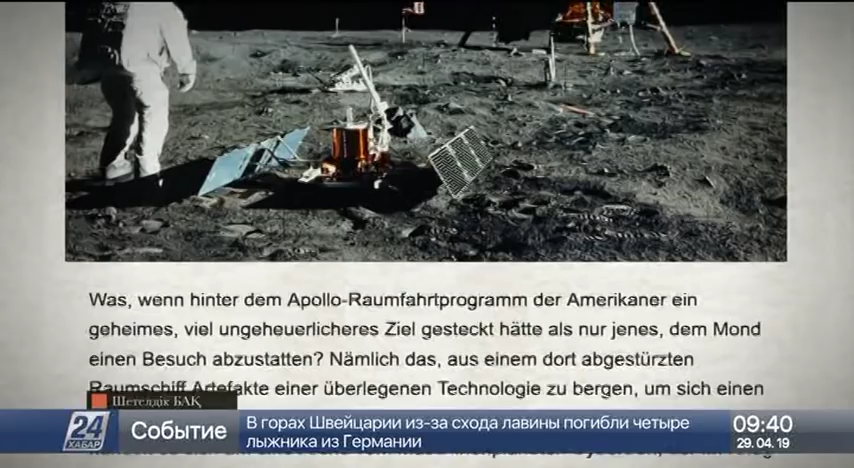 Was, wenn hinter dem Apollo-Raumfahrtprogramm der Amerikaner ein
geheimes, viel ungeheuerlicheres Ziel gesteckt hätte als nur jenes, dem Mond
einen Besuch abzustatten? Nämlich das, aus einem dort abgestürzten
Raumschiff Artefakte einer überlegenen Technologie zu bergen, um sich einen
Шетелдік БАҚ
24
ХАБАР
Событие
В горах Швейцарии из-за схода лавины погибли четыре
лыжника из Германии
09:40
29.04.19